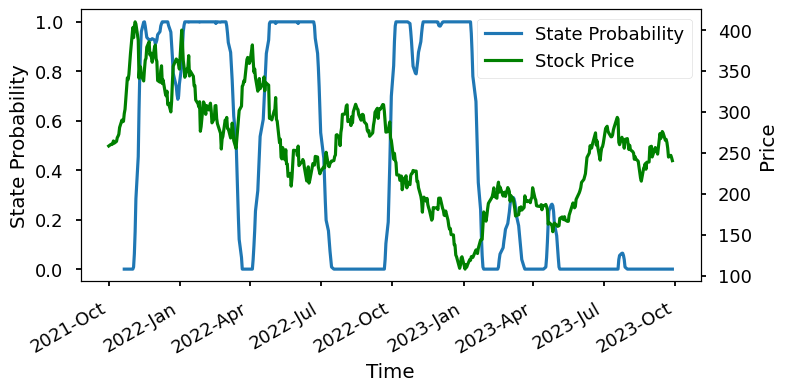 State Probability
Stock Price
State Probability
1.0
0.8
0.6
0.4
0.2
0.0
Price
400
350
300
250
200
150
100
2021-Oct
2022-Jan
2022-Apr
2022-Jul
2022-Oct
2023-Jan
2023-Apr
2023-Jul
2023-Oct
Time